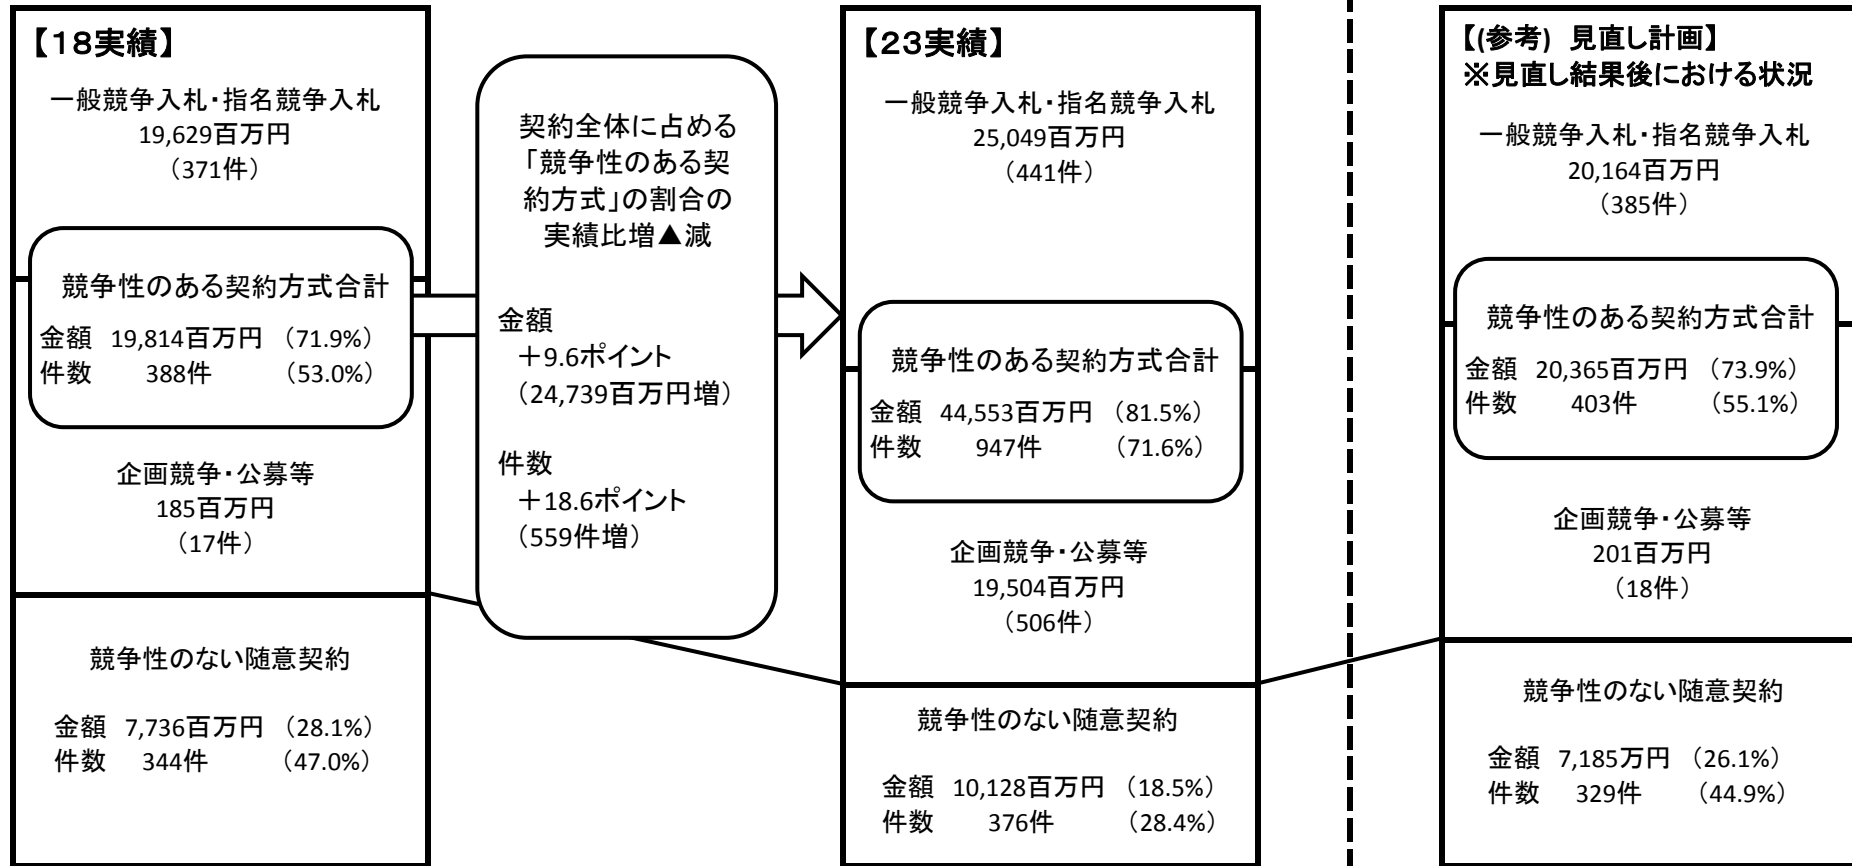 【18実績】
一般競争入札・指名競争入札
19,629百万円
（371件）
競争性のある契約方式合計
金額 19,814百万円 （71.9%）
件数 388件 （53.0%）
企画競争・公募等
185百万円
（17件）
競争性のない随意契約
金額 7,736百万円 （28.1%）
件数 344件 （47.0%）
契約全体に占める
「競争性のある契
約方式」の割合の
実績比増▲減
金額
＋9.6ポイント
（24,739百万円増）
件数
＋18.6ポイント
（559件増）
【23実績】
一般競争入札・指名競争入札
25,049百万円
（441件）
競争性のある契約方式合計
金額 44,553百万円 （81.5%）
件数 947件 （71.6%）
企画競争・公募等
19,504百万円
（506件）
競争性のない随意契約
金額 10,128百万円 （18.5%）
件数 376件 （28.4%）
【(参考) 見直し計画】
※見直し結果後における状況
一般競争入札・指名競争入札
20,164百万円
（385件）
競争性のある契約方式合計
金額 20,365百万円 （73.9%）
件数 403件 （55.1%）
企画競争・公募等
201百万円
（18件）
競争性のない随意契約
金額 7,185万円 （26.1%）
件数 329件 （44.9%）